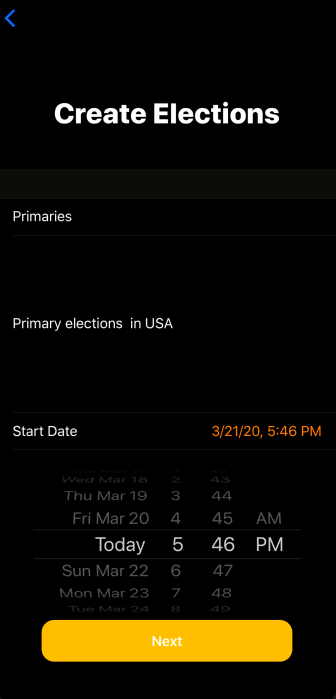 Create Elections
Primaries
Primary elections in USA
Start Date 3/21/20, 5:46 PM
Wed Mar 18 2 43
Thu Mar 19 3 44
Fri Mar 20 4 45 AM
Today 5 46 PM
Sun Mar 22 6 47
Mon Mar 23 7 48
Tue Mar 24 8 49
Next